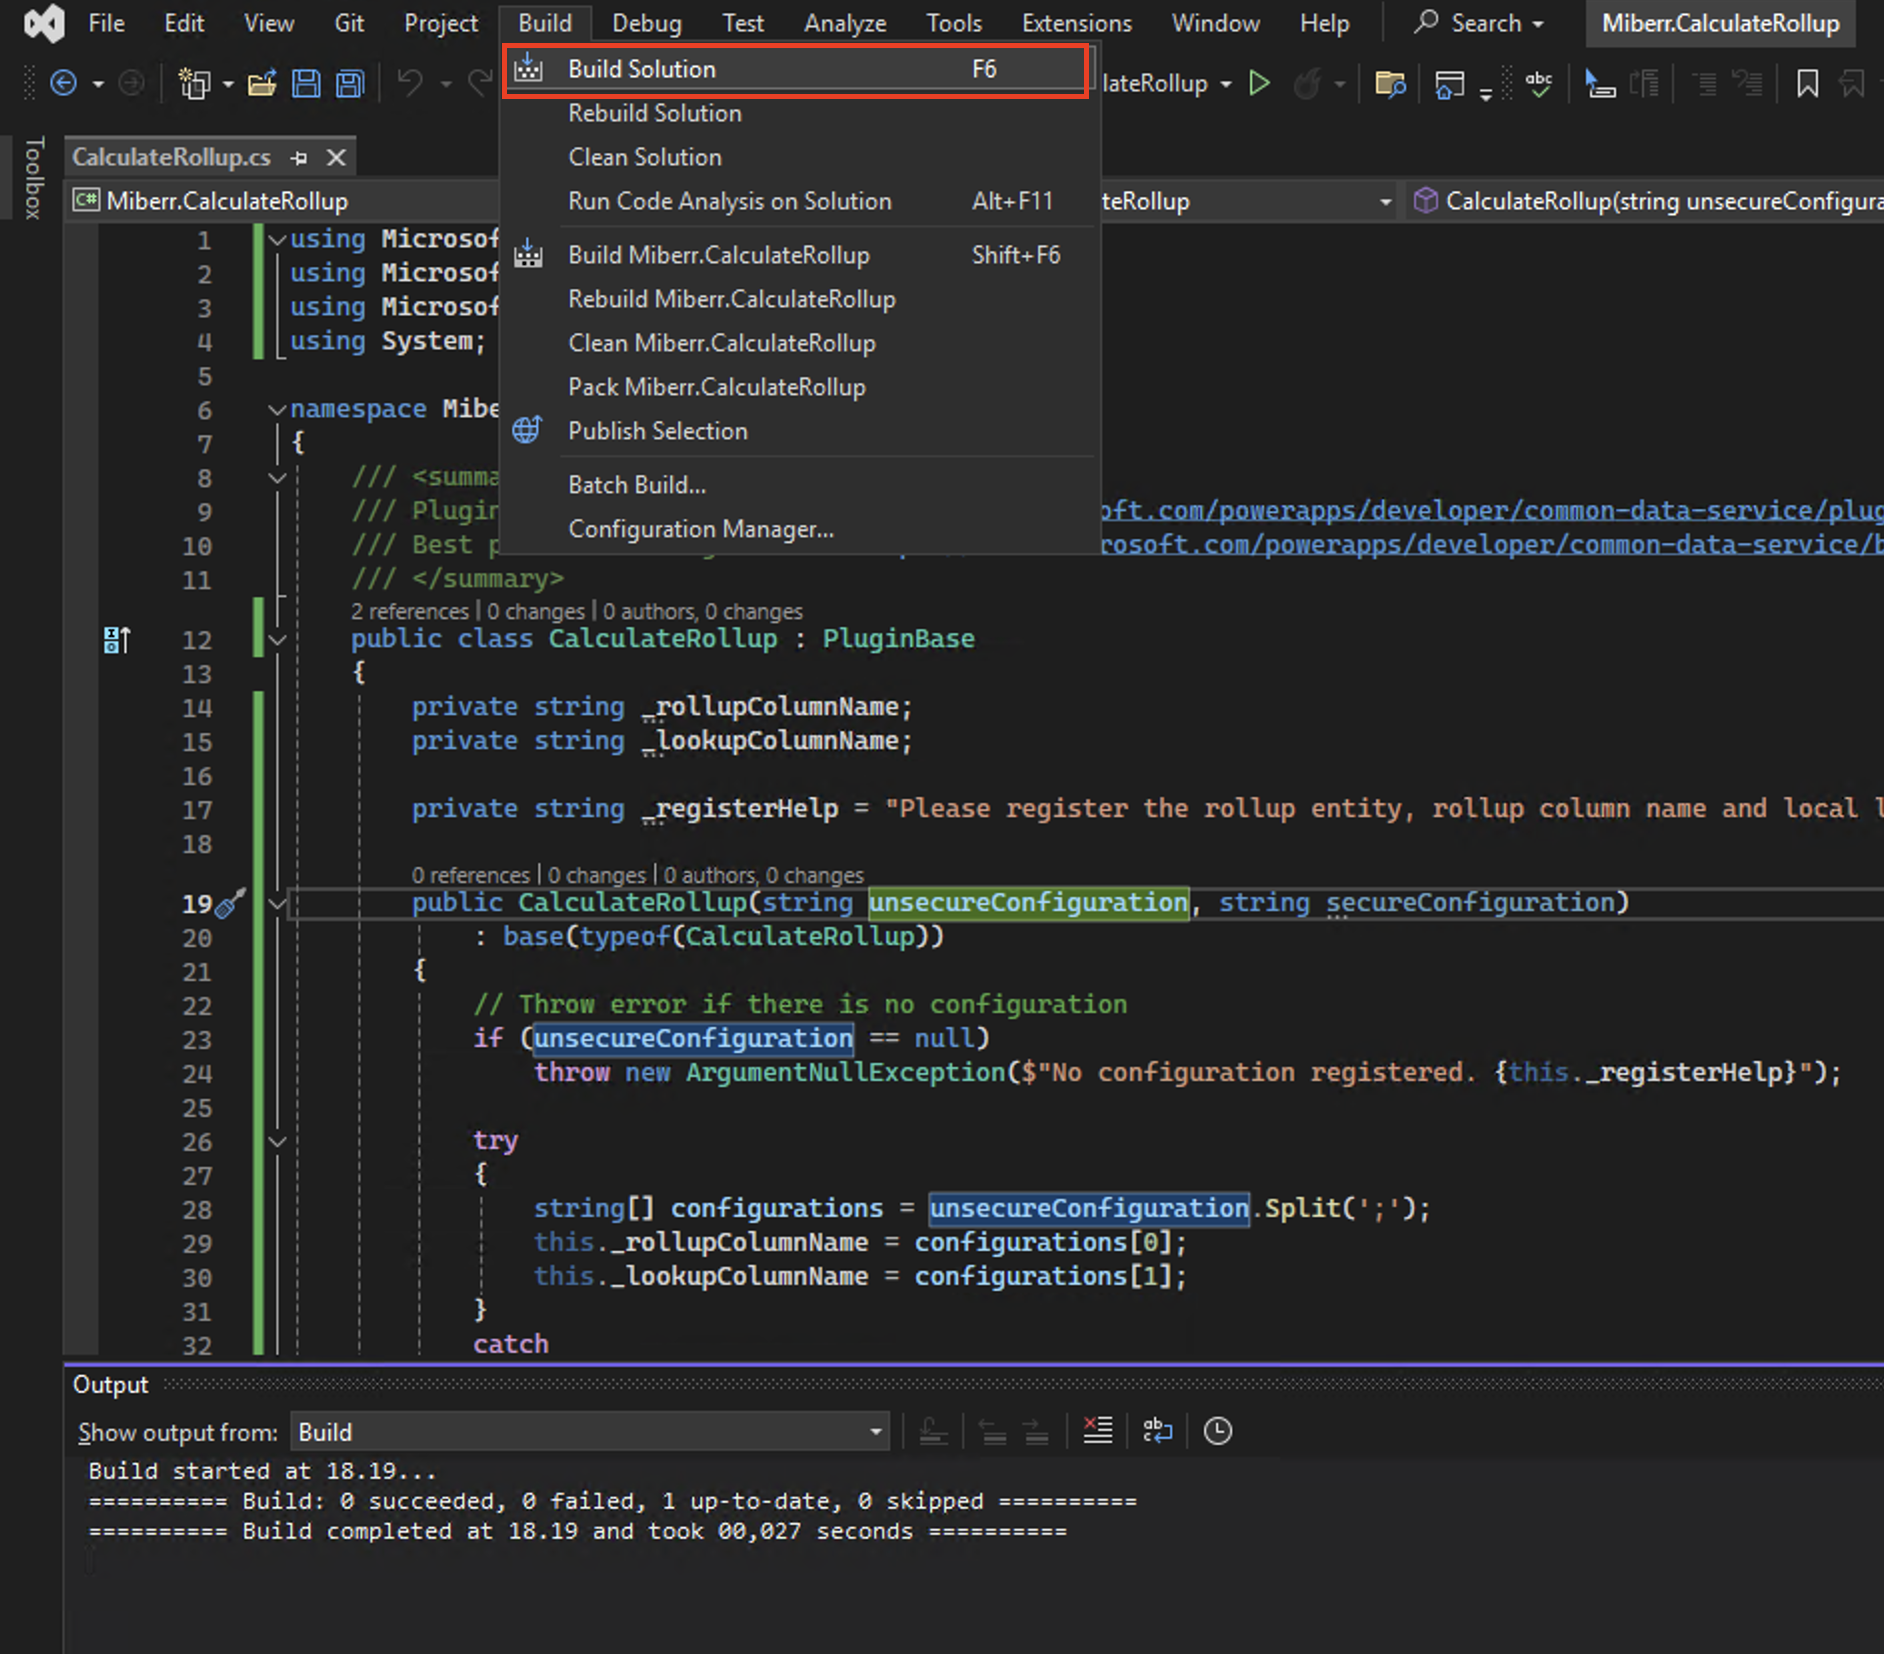 File Edit View Git Project Build Debug Test Analyze Tools Extensions Window Help Search Miberr.CalculateRollup
Build Solution F6
lateRollup
abc
Rebuild Solution
Clean Solution
Run Code Analysis on Solution Alt+F11
Build Miberr.CalculateRollup Shift+F6
Rebuild Miberr.CalculateRollup
Clean Miberr.CalculateRollup
Pack Miberr.CalculateRollup
Publish Selection
Batch Build...
Configuration Manager...
Toolbox
CalculateRollup.cs
C# Miberr.CalculateRollup teRollup CalculateRollup(string unsecureConfigura
1 using Microsof
2 using Microsof
3 using Microsof
4 using System;
5
6 namespace Mibe
7 {
8 /// <summa
9 /// Plugin oft.com/powerapps/developer/common-data-service/plug
10 /// Best p rosoft.com/powerapps/developer/common-data-service/b
11 /// </summary>
2 references | 0 changes | 0 authors, 0 changes
12 public class CalculateRollup : PluginBase
13 {
14 private string _rollupColumnName;
15 private string _lookupColumnName;
16
17 private string _registerHelp = "Please register the rollup entity, rollup column name and local l
18
0 references | 0 changes | 0 authors, 0 changes
19 public CalculateRollup(string unsecureConfiguration, string secureConfiguration)
20 : base(typeof(CalculateRollup))
21 {
22 // Throw error if there is no configuration
23 if (unsecureConfiguration == null)
24 throw new ArgumentNullException($"No configuration registered. {this._registerHelp}");
25
26 try
27 {
28 string[] configurations = unsecureConfiguration.Split(';');
29 this._rollupColumnName = configurations[0];
30 this._lookupColumnName = configurations[1];
31 }
32 catch
Output
Show output from: Build
Build started at 18.19...
========== Build: 0 succeeded, 0 failed, 1 up-to-date, 0 skipped ==========
========== Build completed at 18.19 and took 00,027 seconds ==========